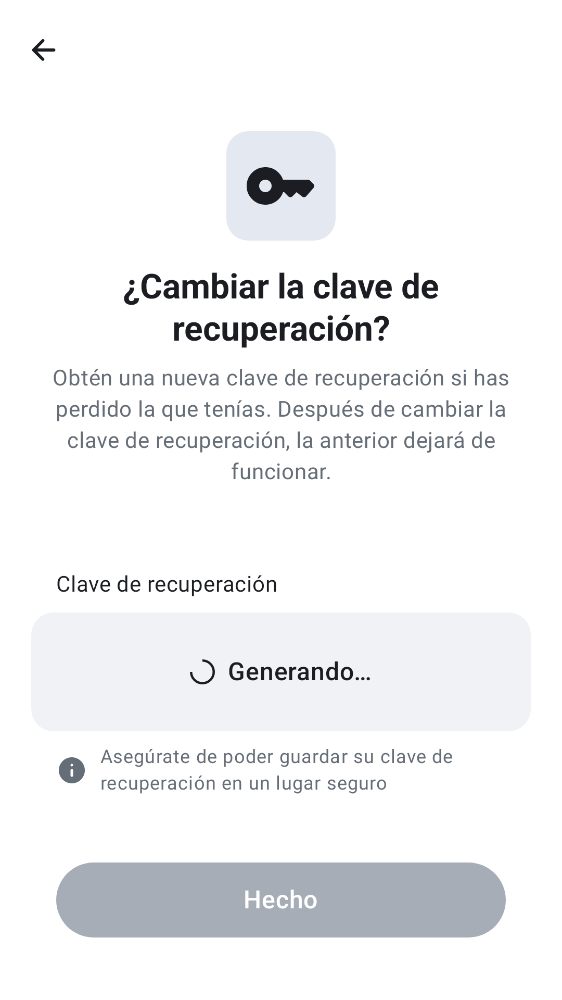 ¿Cambiar la clave de
recuperación?
Obtén una nueva clave de recuperación si has
perdido la que tenías. Después de cambiar la
clave de recuperación, la anterior dejará de
funcionar.
Clave de recuperación
Generando…
Asegúrate de poder guardar su clave de
recuperación en un lugar seguro
Hecho